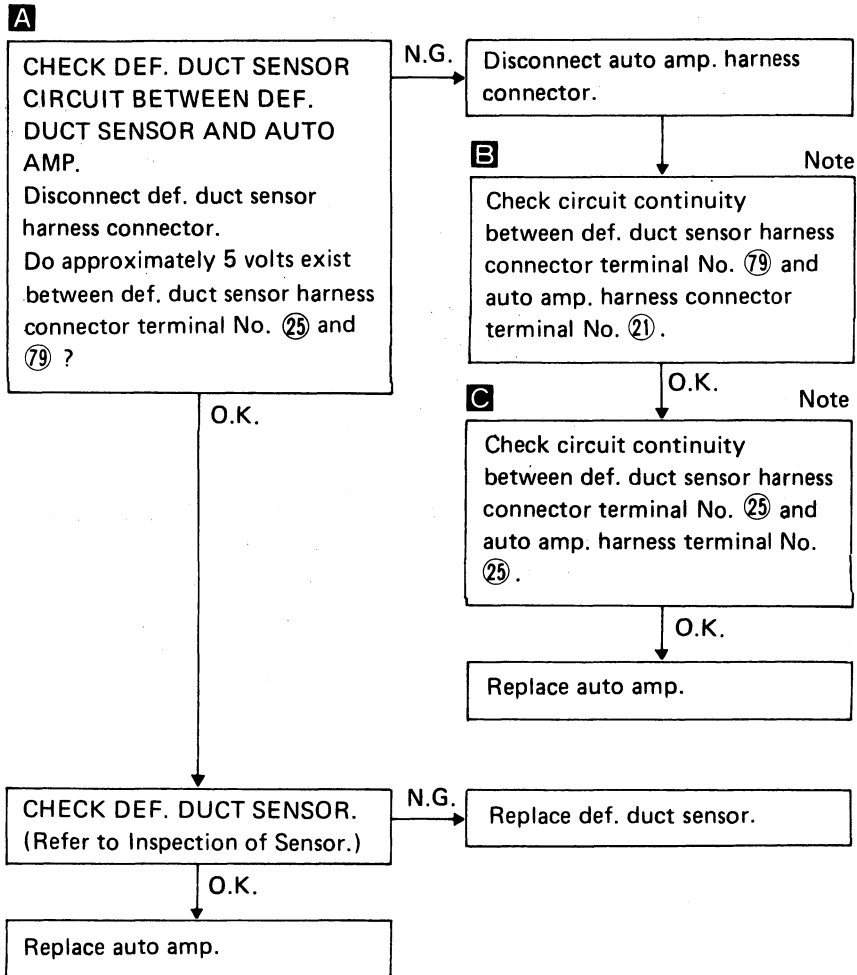 A
CHECK DEF. DUCT SENSOR
CIRCUIT BETWEEN DEF.
DUCT SENSOR AND AUTO
AMP.
Disconnect def. duct sensor
harness connector.
Do approximately 5 volts exist
between def. duct sensor harness
connector terminal No. ㉕ and
㊆㊈ ?
N.G.
Disconnect auto amp. harness
connector.
B
Note
Check circuit continuity
between def. duct sensor harness
connector terminal No. 79 and
auto amp. harness connector
terminal No. ㉑.
O.K.
C
Note
Check circuit continuity
between def. duct sensor harness
connector terminal No. ㉕ and
auto amp. harness terminal No.
㉕.
O.K.
Replace auto amp.
O.K.
CHECK DEF. DUCT SENSOR.
(Refer to Inspection of Sensor.)
N.G.
Replace def. duct sensor.
O.K.
Replace auto amp.